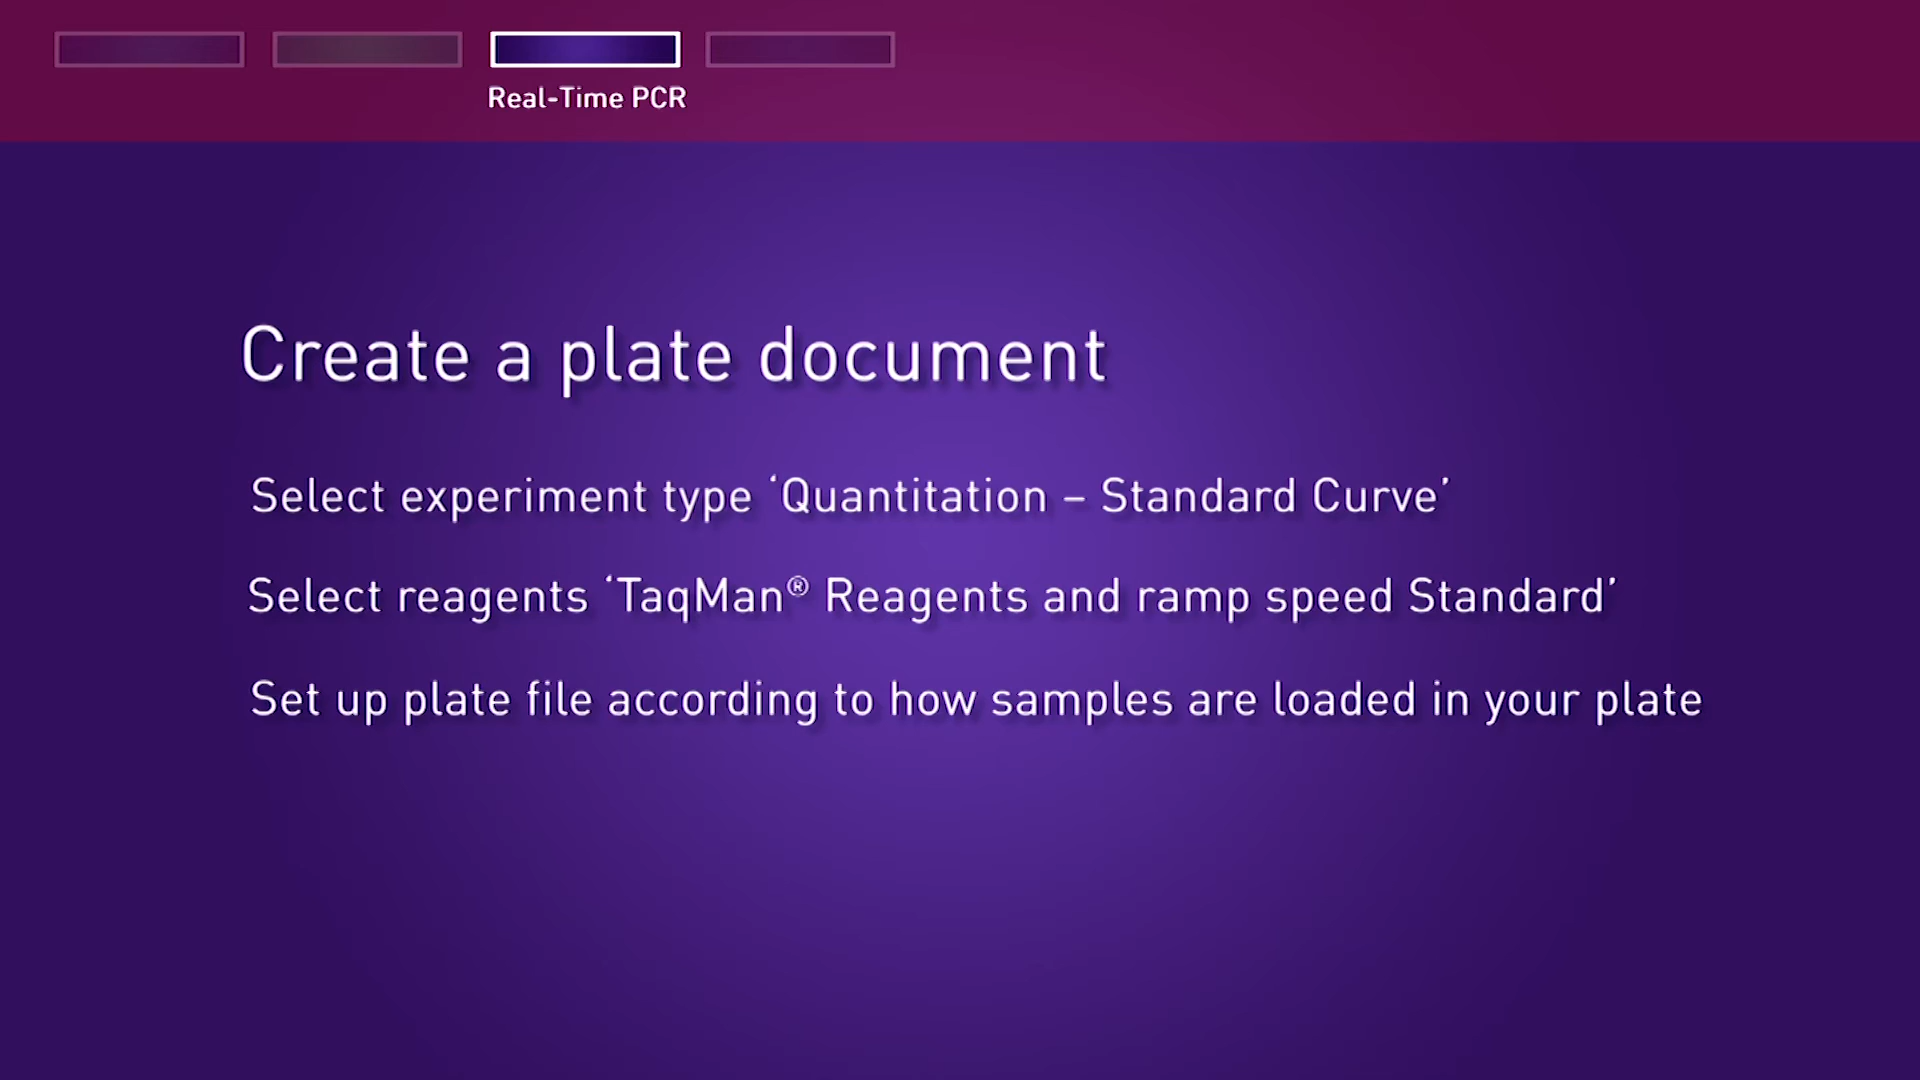 Real-Time PCR
Create a plate document
Select experiment type ‘Quantitation – Standard Curve’
Select reagents ‘TaqMan® Reagents and ramp speed Standard’
Set up plate file according to how samples are loaded in your plate